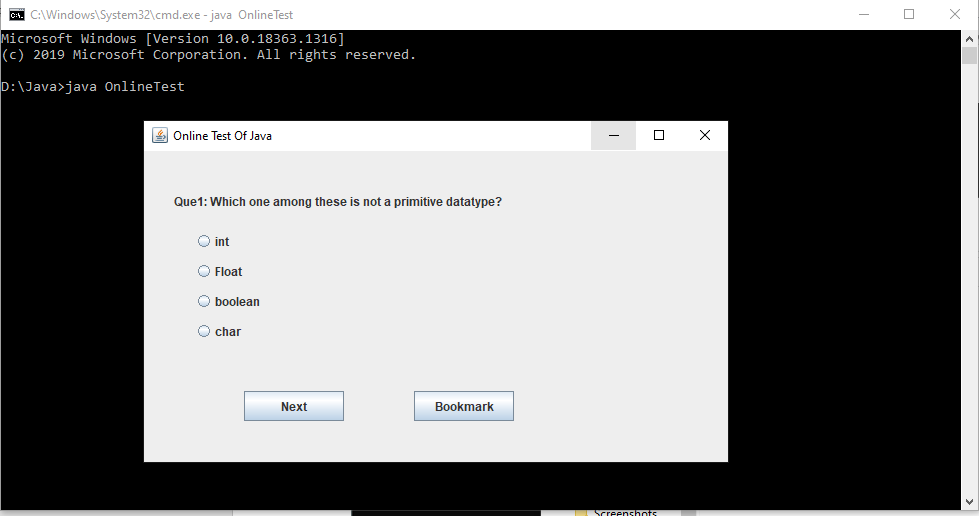 C:\Windows\System32\cmd.exe - java  OnlineTest
Microsoft Windows [Version 10.0.18363.1316]
(c) 2019 Microsoft Corporation. All rights reserved.
D:\Java>java OnlineTest
Online Test Of Java
Que1: Which one among these is not a primitive datatype?
int
Float
boolean
char
Next
Bookmark
Screenshots